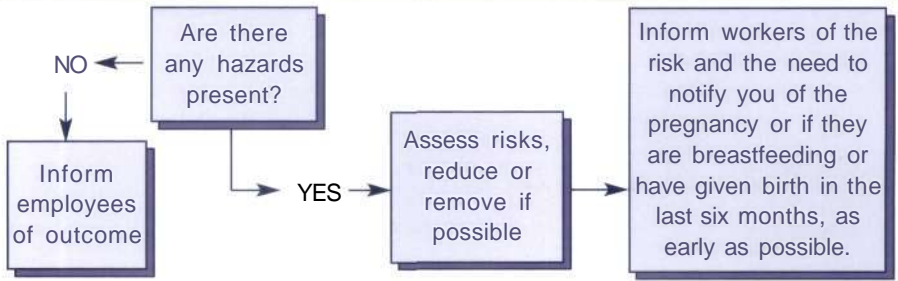 Are there
any hazards
present?
NO
Inform
employees
of outcome
YES
Assess risks,
reduce or
remove if
possible
Inform workers of the
risk and the need to
notify you of the
pregnancy or if they
are breastfeeding or
have given birth in the
last six months, as
early as possible.